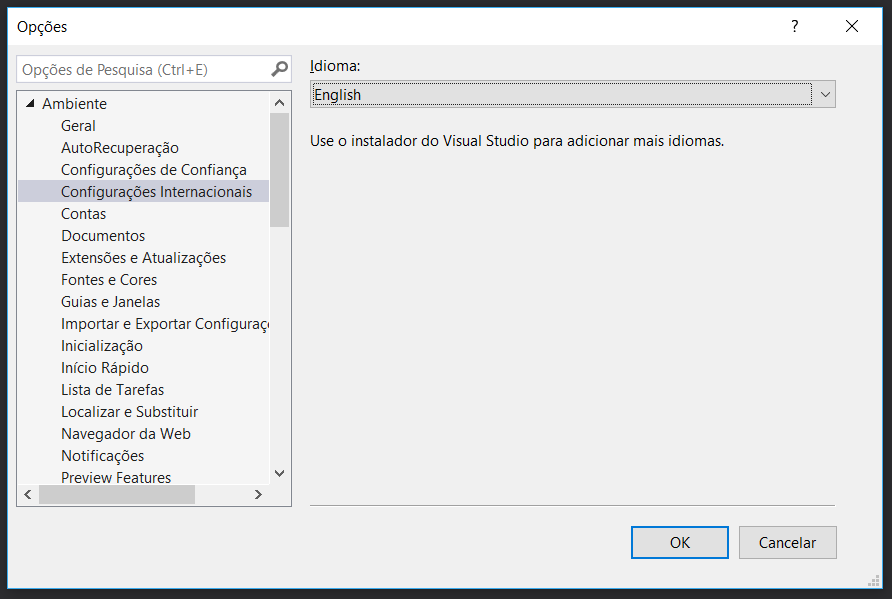 Opções
?
Opções de Pesquisa (Ctrl+E)
Ambiente
Geral
AutoRecuperação
Configurações de Confiança
Configurações Internacionais
Contas
Documentos
Extensões e Atualizações
Fontes e Cores
Guias e Janelas
Importar e Exportar Configuraç
Inicialização
Início Rápido
Lista de Tarefas
Localizar e Substituir
Navegador da Web
Notificações
Preview Features
Idioma:
English
Use o instalador do Visual Studio para adicionar mais idiomas.
OK
Cancelar